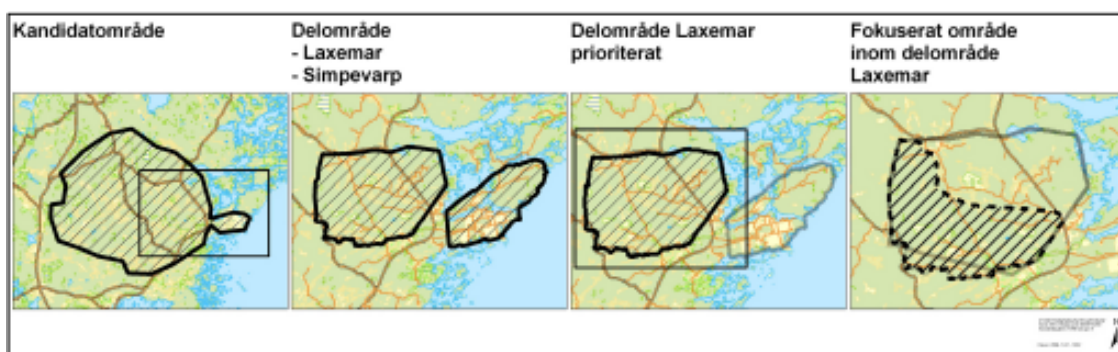 Kandidatområde
Delområde
- Laxemar
- Simpevarp
Delområde Laxemar
prioriterat
Fokuserat område
inom delområde
Laxemar